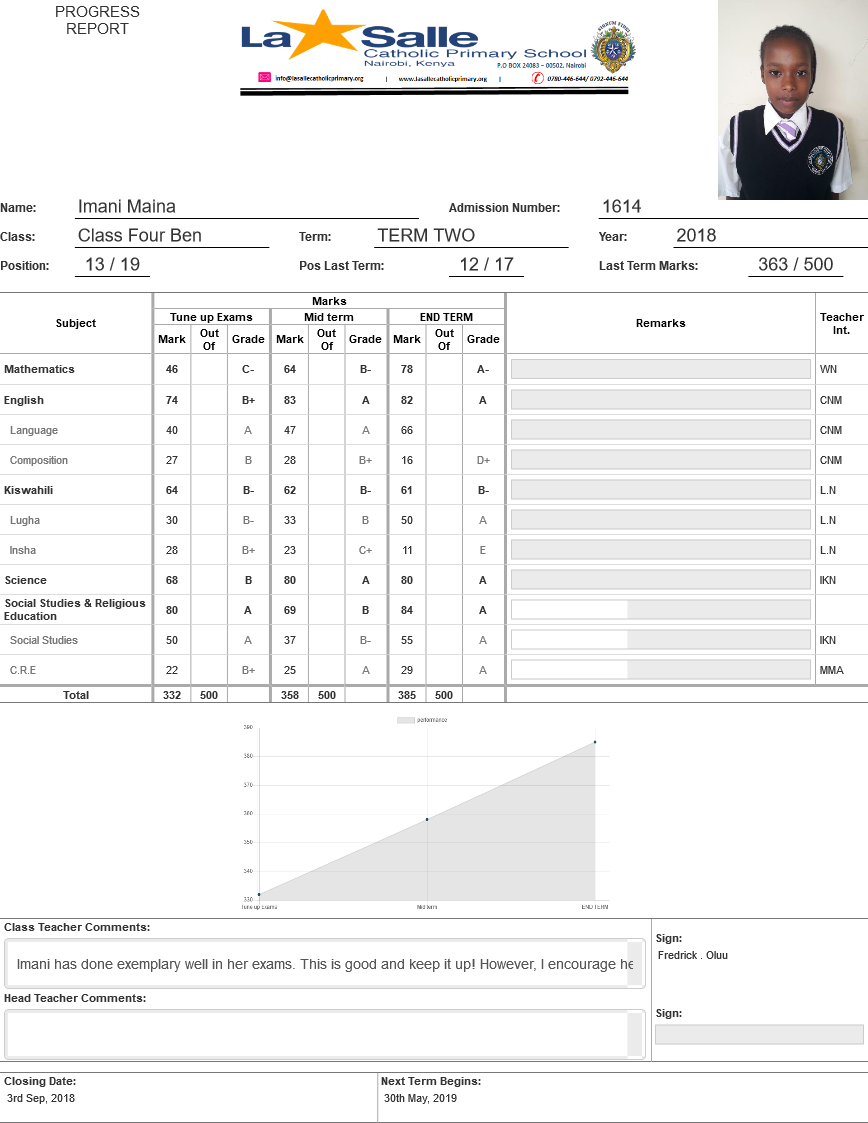 PROGRESS
REPORT
La Salle
Catholic Primary School
Nairobi, Kenya
P.O BOX 24083 – 00502, Nairobi
info@lasallecatholicprimary.org | www.lasallecatholicprimary.org | 0780-446-644/ 0792-446-644
Name: Imani Maina Admission Number: 1614
Class: Class Four Ben Term: TERM TWO Year: 2018
Position: 13 / 19 Pos Last Term: 12 / 17 Last Term Marks: 363 / 500
Subject Marks Remarks Teacher Int.
Tune up Exams Mid term END TERM
Mark Out Of Grade Mark Out Of Grade Mark Out Of Grade
Mathematics 46 C- 64 B- 78 A- WN
English 74 B+ 83 A 82 A CNM
Language 40 A 47 A 66 CNM
Composition 27 B 28 B+ 16 D+ CNM
Kiswahili 64 B- 62 B- 61 B- L.N
Lugha 30 B- 33 B 50 A L.N
Insha 28 B+ 23 C+ 11 E L.N
Science 68 B 80 A 80 A IKN
Social Studies & Religious
Education 80 A 69 B 84 A
Social Studies 50 A 37 B- 55 A IKN
C.R.E 22 B+ 25 A 29 A MMA
Total 332 500 358 500 385 500
performance
390
380
370
360
350
340
330
Tune up Exams Mid term END TERM
Class Teacher Comments:
Imani has done exemplary well in her exams. This is good and keep it up! However, I encourage he
Sign:
Fredrick . Oluu
Head Teacher Comments:
Sign:
Closing Date: Next Term Begins:
3rd Sep, 2018 30th May, 2019